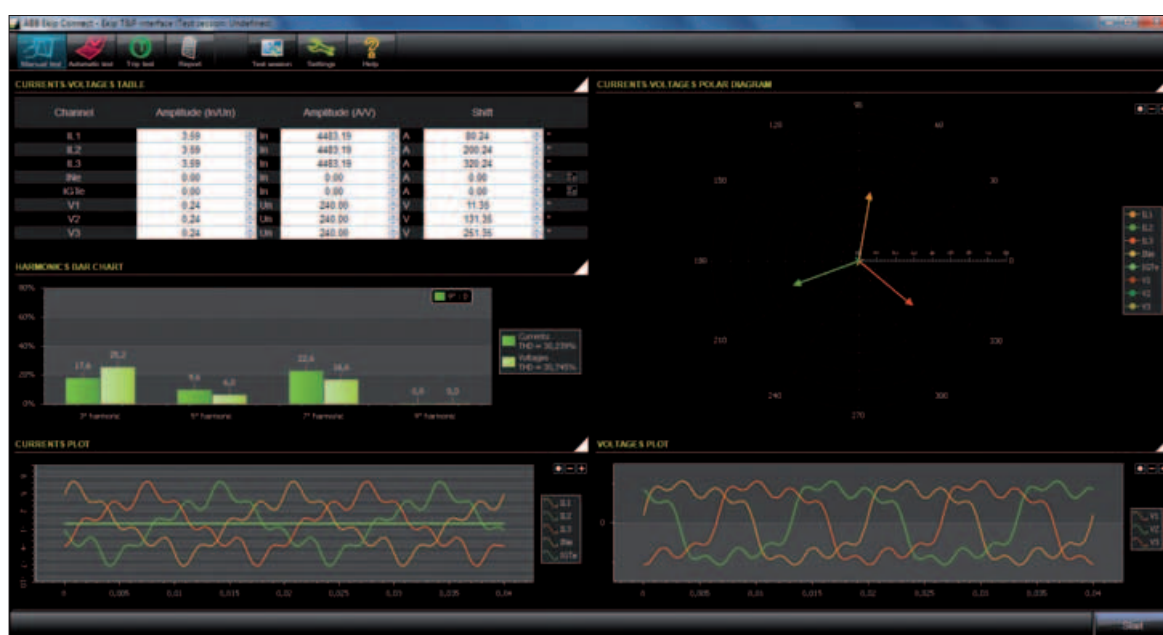 ABB Ekip Connect - Ekip T&P interface (Test session: Undefined)
Manual test Automatic test Trip test Report Test session Settings Help
CURRENTS-VOLTAGES TABLE
Channel Amplitude (In/Un) Amplitude (A/V) Shift
IL1 3.59 In 4483.19 A 80.24 °
IL2 3.59 In 4483.19 A 200.24 °
IL3 3.59 In 4483.19 A 320.24 °
INe 0.00 In 0.00 A 0.00 °
IGTe 0.00 In 0.00 A 0.00 °
V1 0.24 Un 240.00 V 11.35 °
V2 0.24 Un 240.00 V 131.35 °
V3 0.24 Un 240.00 V 251.35 °
CURRENTS-VOLTAGES POLAR DIAGRAM
90
120 60
150 30
180 0
210 330
240 300
270
IL1
IL2
IL3
INe
IGTe
V1
V2
V3
HARMONICS BAR CHART
80%
60%
40%
20%
0%
17,6 25,2 9,6 22,6 16,6 0,0 0,0
3° harmonic 5° harmonic 7° harmonic 9° harmonic
Currents
THD = 30,239%
Voltages
THD = 30,745%
CURRENTS PLOT
0 0,005 0,01 0,015 0,02 0,025 0,03 0,035 0,04
IL1
IL2
IL3
INe
IGTe
VOLTAGES PLOT
0
0 0,005 0,01 0,015 0,02 0,025 0,03 0,035 0,04
V1
V2
V3
Start